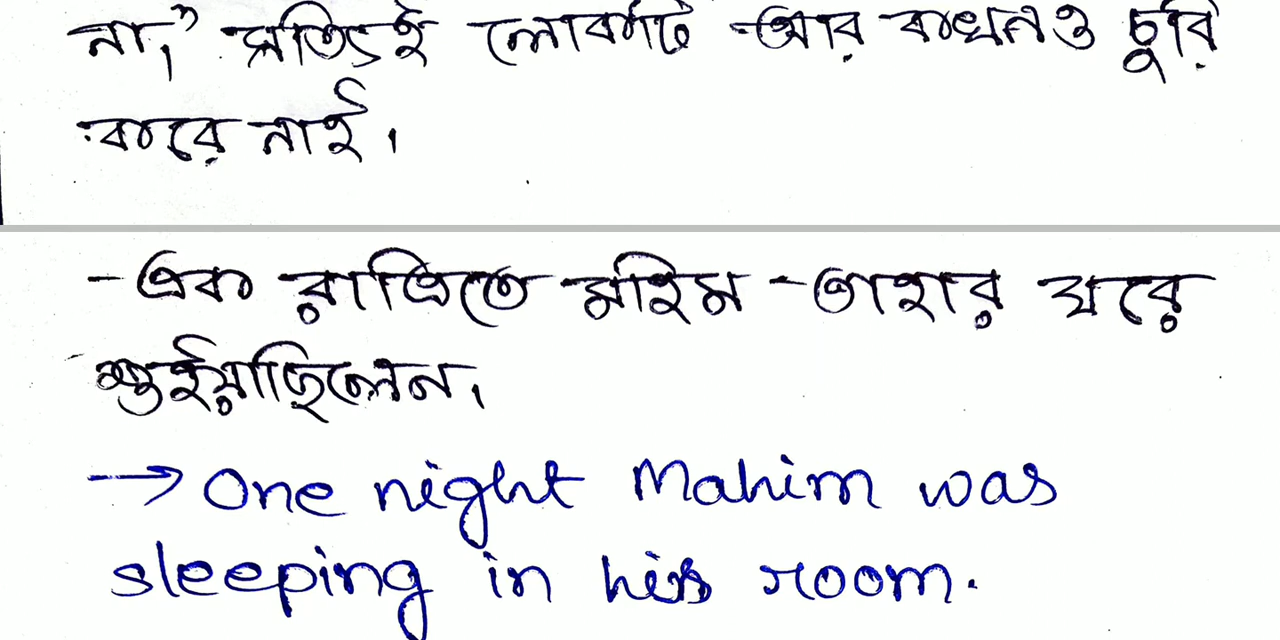 না," সত্যিই লোকটি আর কখনও চুরি
করে নাই।
- এক রাত্রিতে মহিম তাহার ঘরে
শুইয়াছিলেন।
→ One night Mahim was
sleeping in his room.